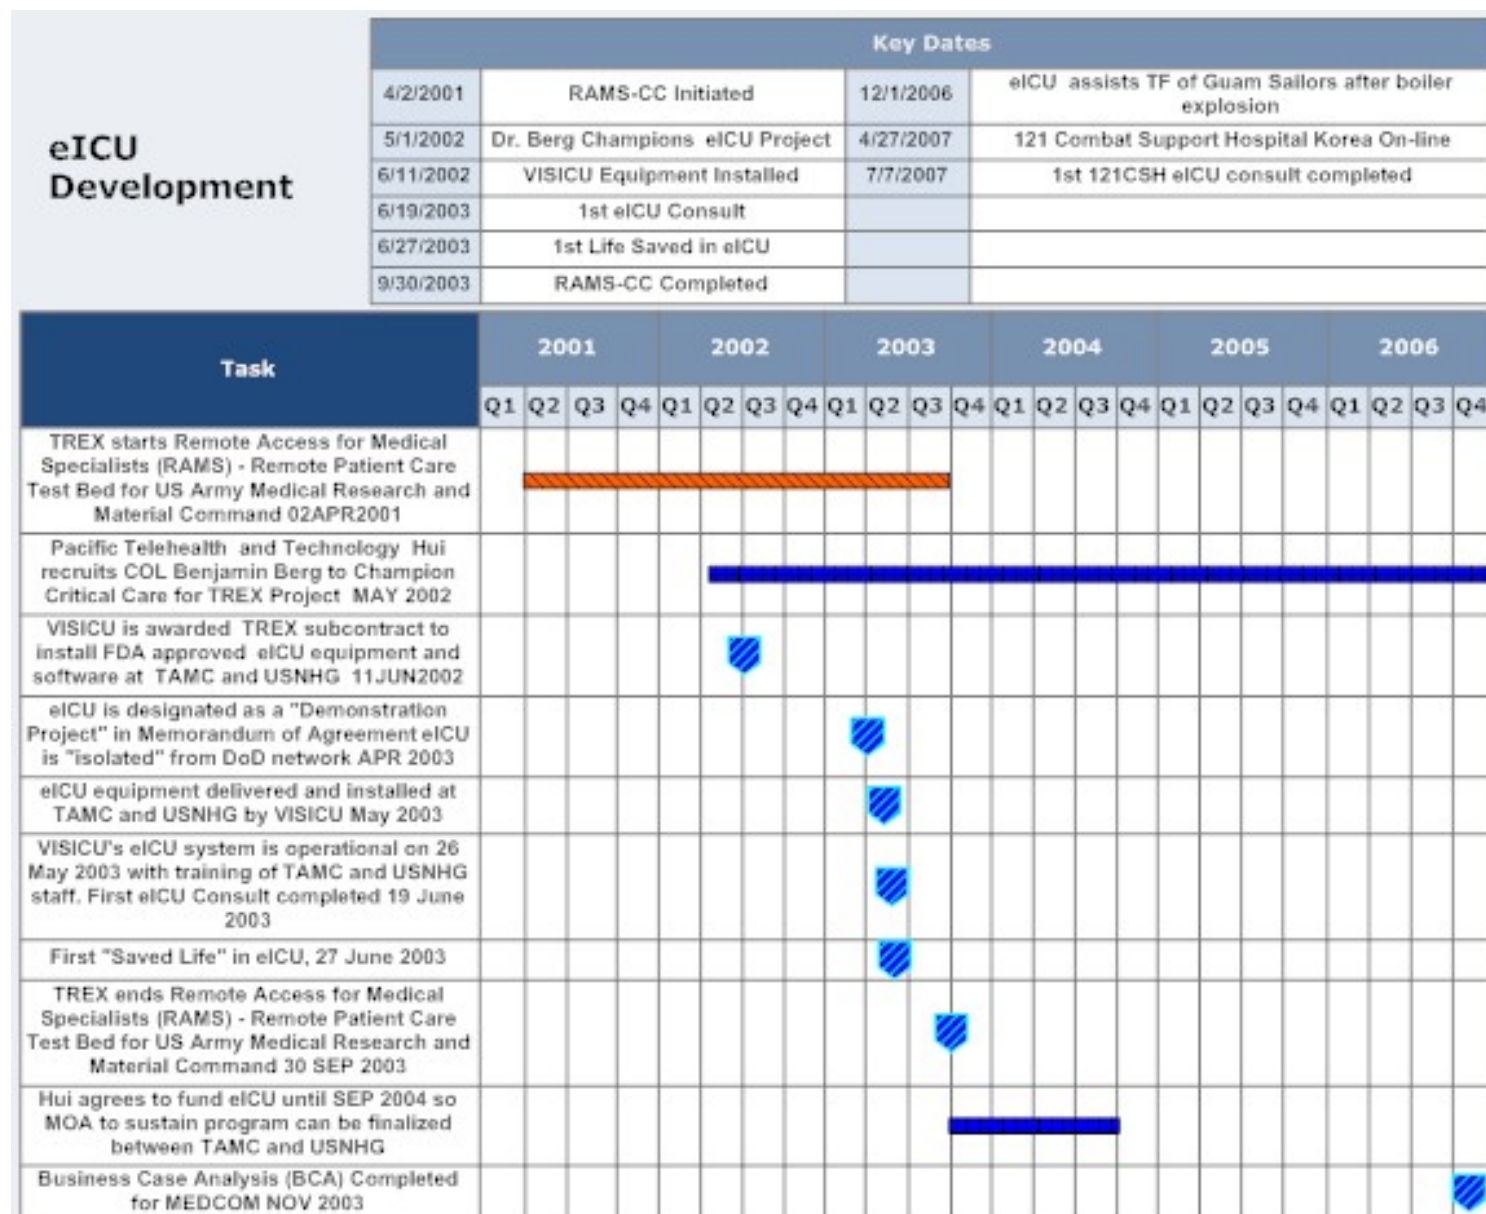 eICU
Development
Key Dates
4/2/2001 RAMS-CC Initiated 12/1/2006 eICU assists TF of Guam Sailors after boiler
explosion
5/1/2002 Dr. Berg Champions eICU Project 4/27/2007 121 Combat Support Hospital Korea On-line
6/11/2002 VISICU Equipment Installed 7/7/2007 1st 121CSH eICU consult completed
6/19/2003 1st eICU Consult
6/27/2003 1st Life Saved in eICU
9/30/2003 RAMS-CC Completed
Task
2001 2002 2003 2004 2005 2006
Q1 Q2 Q3 Q4 Q1 Q2 Q3 Q4 Q1 Q2 Q3 Q4 Q1 Q2 Q3 Q4 Q1 Q2 Q3 Q4 Q1 Q2 Q3 Q4
TREX starts Remote Access for Medical
Specialists (RAMS) - Remote Patient Care
Test Bed for US Army Medical Research and
Material Command 02APR2001
Pacific Telehealth and Technology Hui
recruits COL Benjamin Berg to Champion
Critical Care for TREX Project MAY 2002
VISICU is awarded TREX subcontract to
install FDA approved eICU equipment and
software at TAMC and USNHG 11JUN2002
eICU is designated as a "Demonstration
Project" in Memorandum of Agreement eICU
is "isolated" from DoD network APR 2003
eICU equipment delivered and installed at
TAMC and USNHG by VISICU May 2003
VISICU's eICU system is operational on 26
May 2003 with training of TAMC and USNHG
staff. First eICU Consult completed 19 June
2003
First "Saved Life" in eICU, 27 June 2003
TREX ends Remote Access for Medical
Specialists (RAMS) - Remote Patient Care
Test Bed for US Army Medical Research and
Material Command 30 SEP 2003
Hui agrees to fund eICU until SEP 2004 so
MOA to sustain program can be finalized
between TAMC and USNHG
Business Case Analysis (BCA) Completed
for MEDCOM NOV 2003